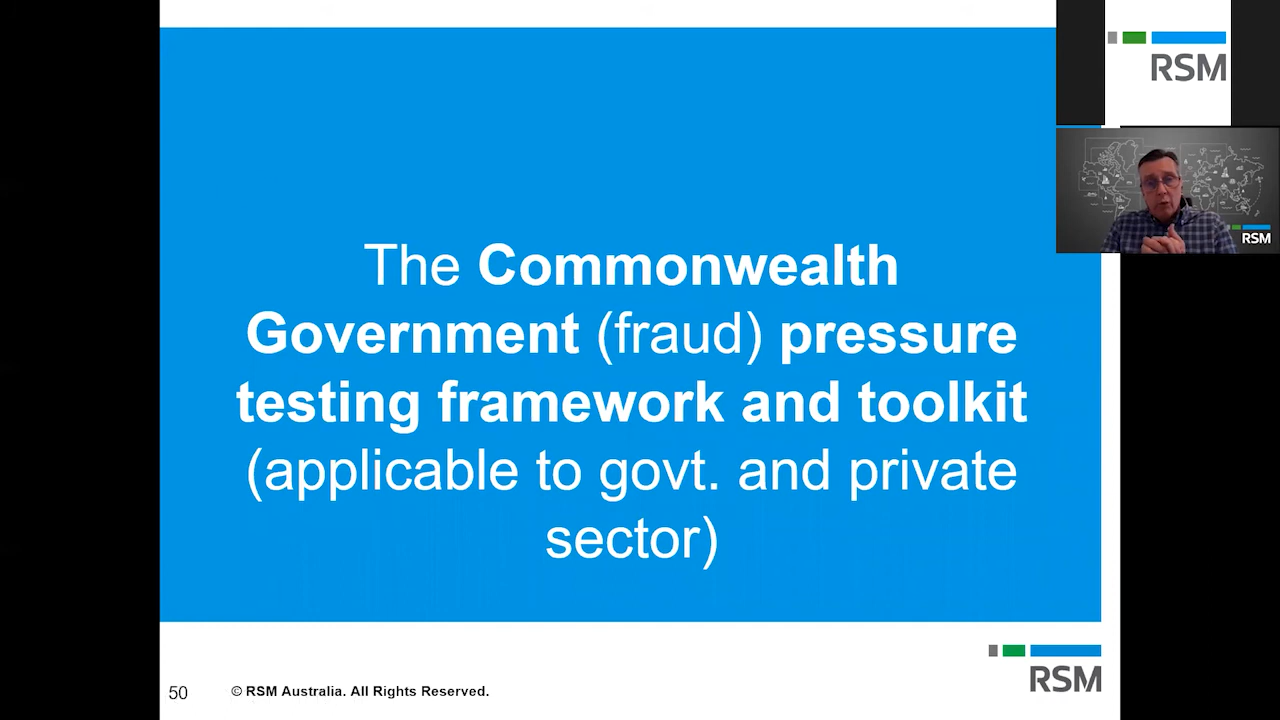 The Commonwealth
Government (fraud) pressure
testing framework and toolkit
(applicable to govt. and private
sector)
RSM
RSM
RSM
50
© RSM Australia. All Rights Reserved.